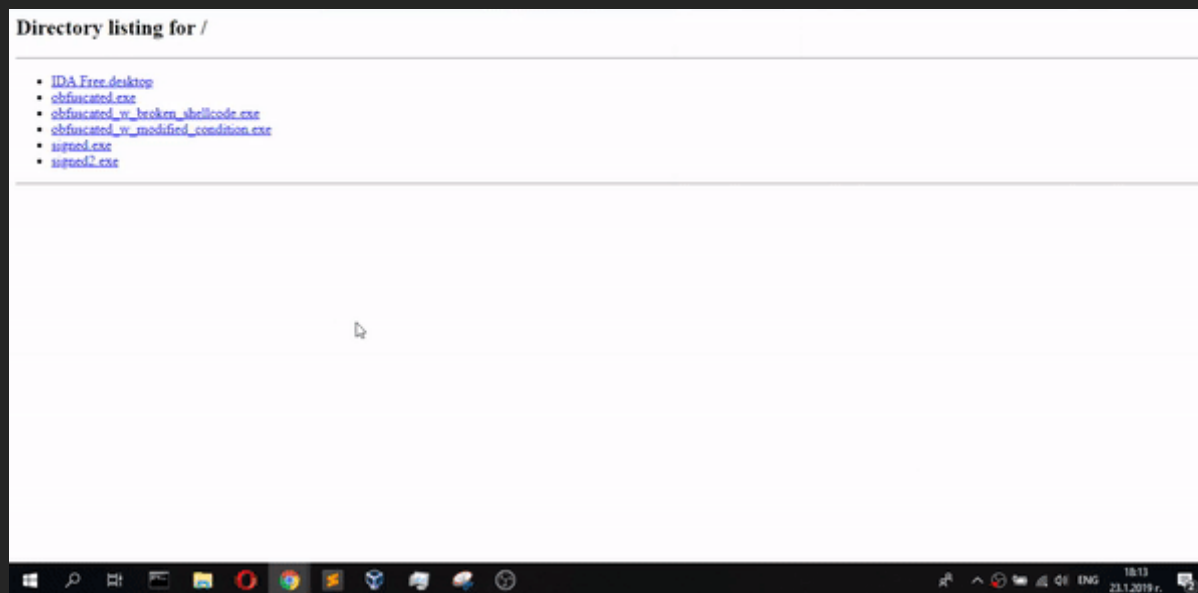 Directory listing for /
IDA Free.desktop
obfuscated.exe
obfuscated_w_broken_shellcode.exe
obfuscated_w_modified_condition.exe
signed.exe
signed2.exe
ENG
18:13
23.1.2019 г.